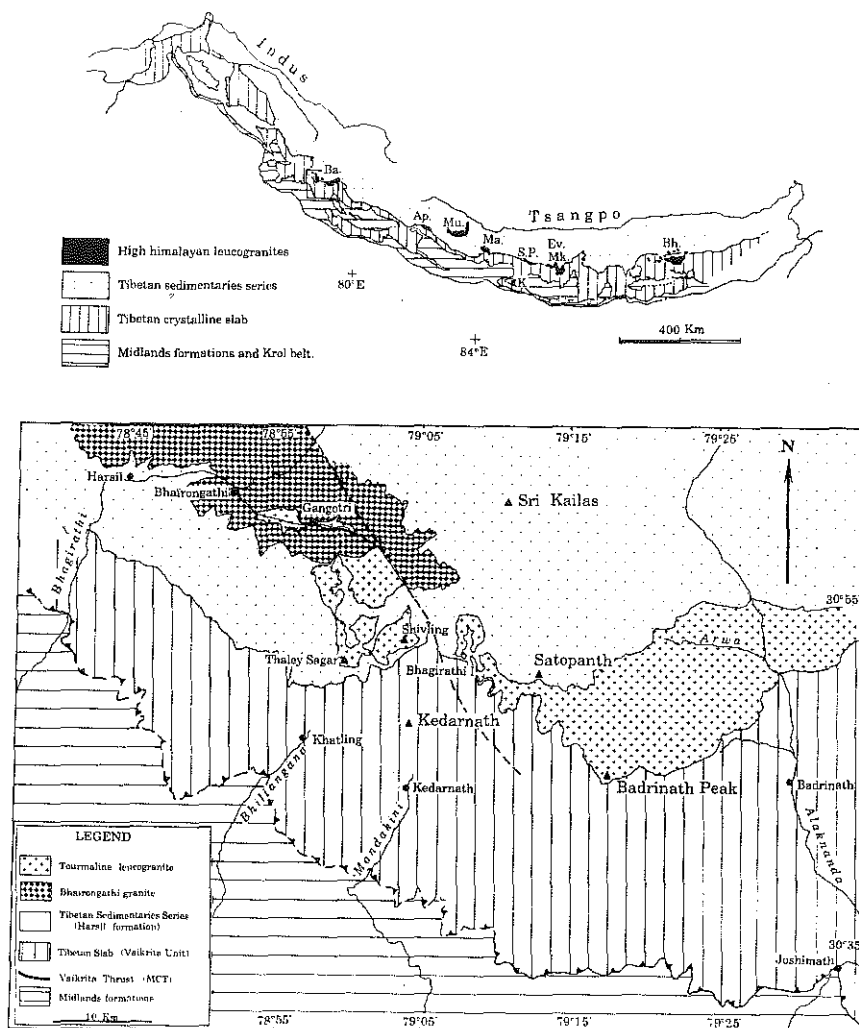 Indus
Ba.
Ap.
Mu.
Tsangpo
Ma.
S.P.
Ev.
Mk.
Bh.
K
High himalayan leucogranites
Tibetan sedimentaries series
Tibetan crystalline slab
Midlands formations and Krol belt.
80°E
84°E
400 Km
78°45'
78°55'
79°05'
79°15'
79°25'
N
Harsil
Bhairongathi
Gangotri
Sri Kailas
Bhagirathi
30°55'
Shivling
Arwa
Thaley Sagar
Bhagirathi
Satopanth
Kedarnath
Khatling
Badrinath Peak
Kedarnath
Badrinath
Bhillangana
Mandakini
Alaknanda
LEGEND
Tourmaline leucogranite
Bhairongathi granite
Tibetan Sedimentaries Series
(Harsil formation)
Tibetan Slab (Vaikrita Unit)
Vaikrita Thrust (MCT)
Midlands formations
10 Km
30°35'
Joshimath
78°55'
79°05'
79°15'
79°25'